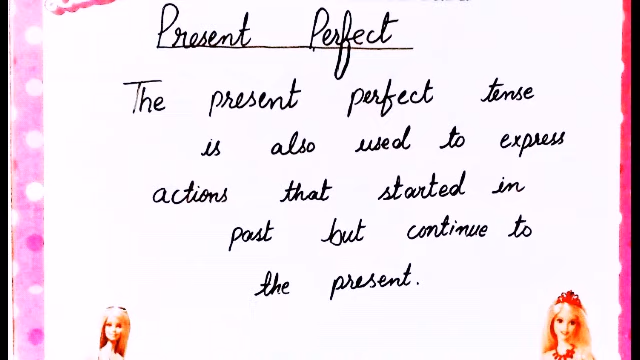 Present Perfect
The present perfect tense
is also used to express
actions that started in
past but continue to
the present.